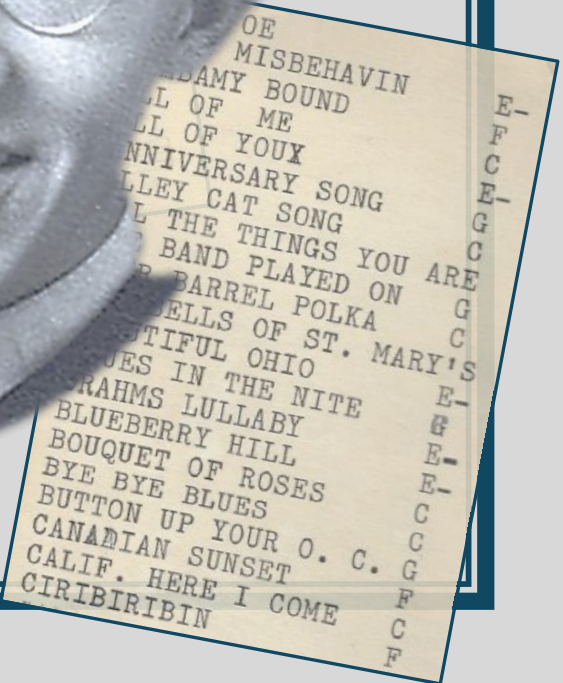 OE
MISBEHAVIN E-
BAMY BOUND F
LL OF ME C
LL OF YOUX E-
NNIVERSARY SONG G
LLEY CAT SONG C
L THE THINGS YOU ARE
BAND PLAYED ON G
R BARREL POLKA C
BELLS OF ST. MARY'S
UTIFUL OHIO E-
UES IN THE NITE G
RAHMS LULLABY E-
BLUEBERRY HILL E-
BOUQUET OF ROSES C
BYE BYE BLUES C
BUTTON UP YOUR O. C. G
CANADIAN SUNSET F
CALIF. HERE I COME C
CIRIBIRIBIN F